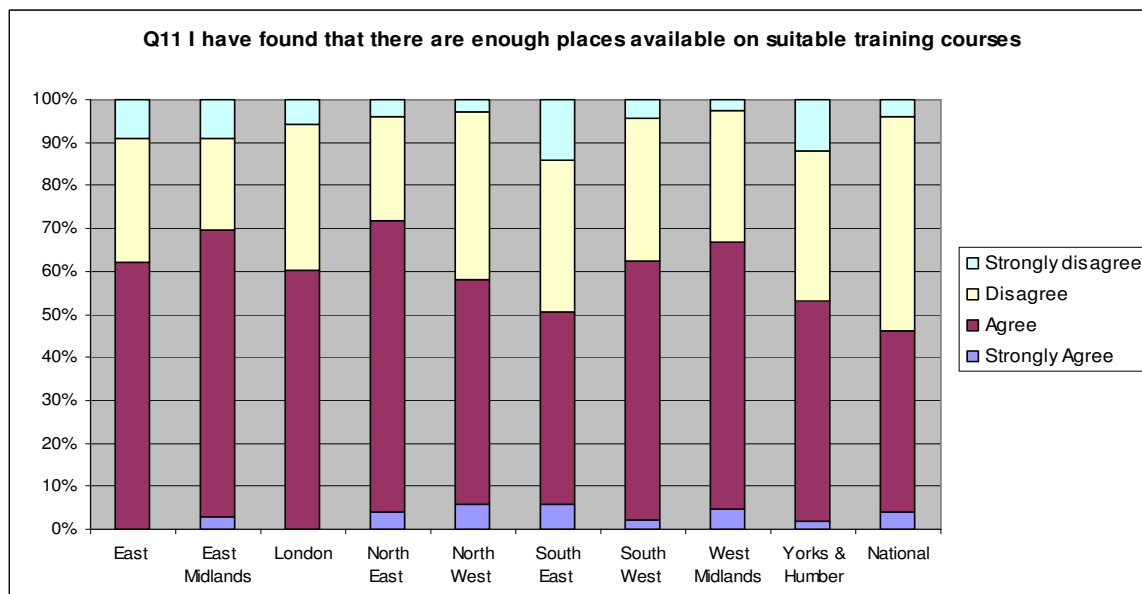 Q11 I have found that there are enough places available on suitable training courses
100%
90%
80%
70%
60%
50%
40%
30%
20%
10%
0%
East
East
Midlands
London
North
East
North
West
South
East
South
West
West
Midlands
Yorks &
Humber
National
Strongly disagree
Disagree
Agree
Strongly Agree